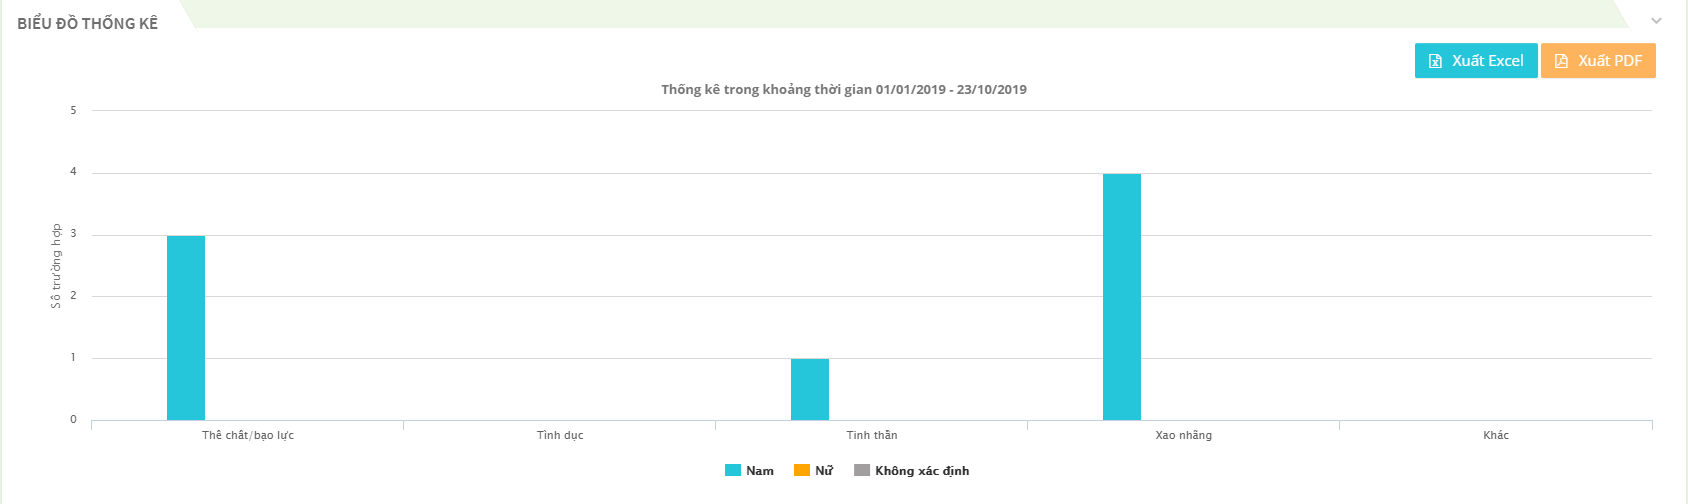 BIỂU ĐỒ THỐNG KÊ
Xuất Excel
Xuất PDF
Thống kê trong khoảng thời gian 01/01/2019 - 23/10/2019
5
4
3
2
1
0
Số trường hợp
Thể chất/bạo lực
Tình dục
Tinh thần
Xao nhãng
Khác
Nam
Nữ
Không xác định